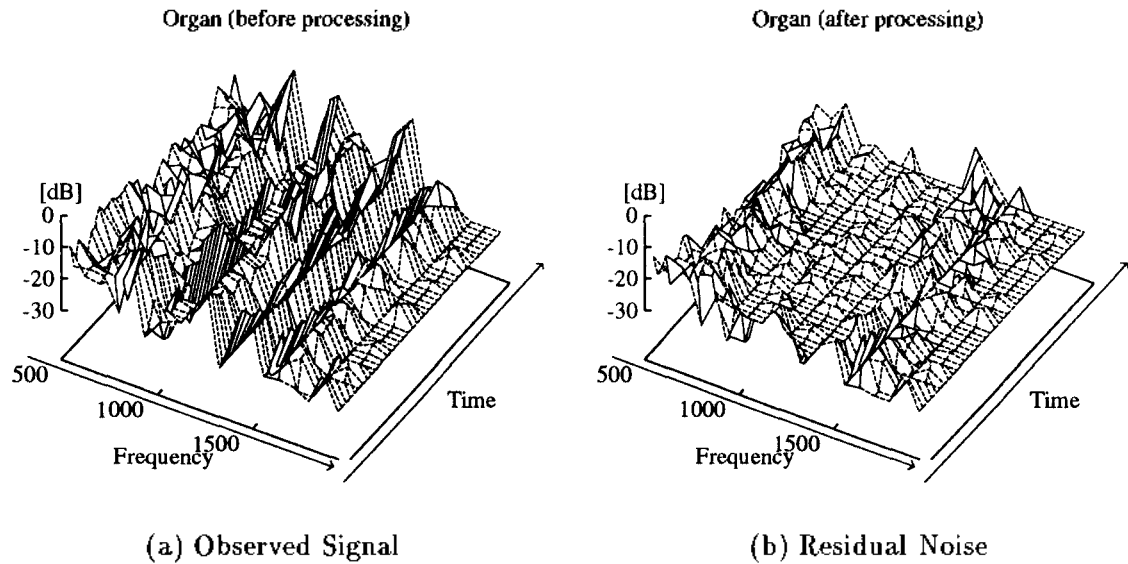 Organ (before processing)
[dB]
0
-10
-20
-30
500
1000
1500
Frequency
Time
(a) Observed Signal
Organ (after processing)
[dB]
0
-10
-20
-30
500
1000
1500
Frequency
Time
(b) Residual Noise